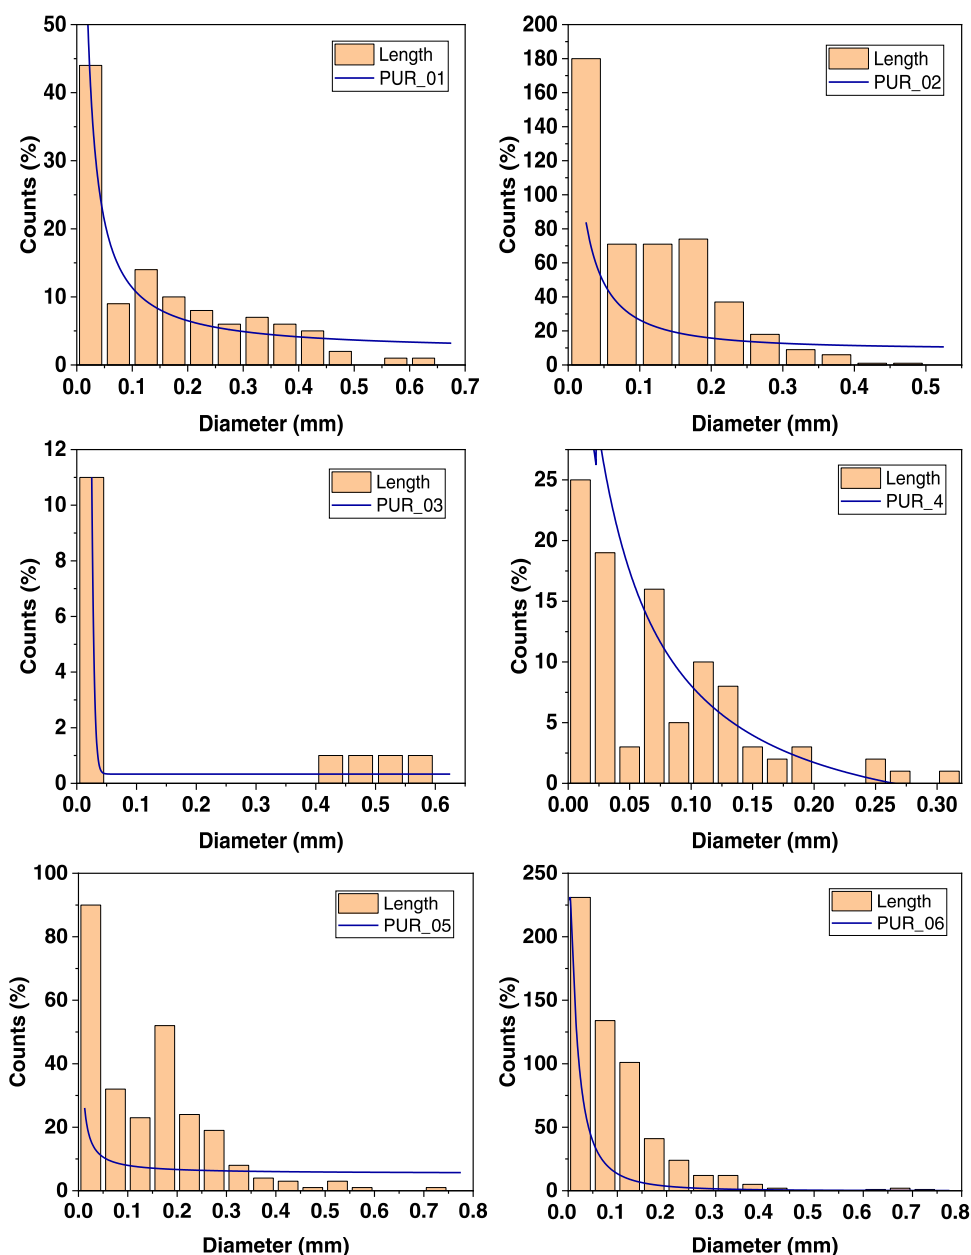 50
40
30
20
10
0
0.0 0.1 0.2 0.3 0.4 0.5 0.6 0.7
Counts (%)
Diameter (mm)
Length
PUR_01
200
180
160
140
120
100
80
60
40
20
0
0.0 0.1 0.2 0.3 0.4 0.5
Counts (%)
Diameter (mm)
Length
PUR_02
12
10
8
6
4
2
0
0.0 0.1 0.2 0.3 0.4 0.5 0.6
Counts (%)
Diameter (mm)
Length
PUR_03
25
20
15
10
5
0
0.00 0.05 0.10 0.15 0.20 0.25 0.30
Counts (%)
Diameter (mm)
Length
PUR_4
100
80
60
40
20
0
0.0 0.1 0.2 0.3 0.4 0.5 0.6 0.7 0.8
Counts (%)
Diameter (mm)
Length
PUR_05
250
200
150
100
50
0
0.0 0.1 0.2 0.3 0.4 0.5 0.6 0.7 0.8
Counts (%)
Diameter (mm)
Length
PUR_06